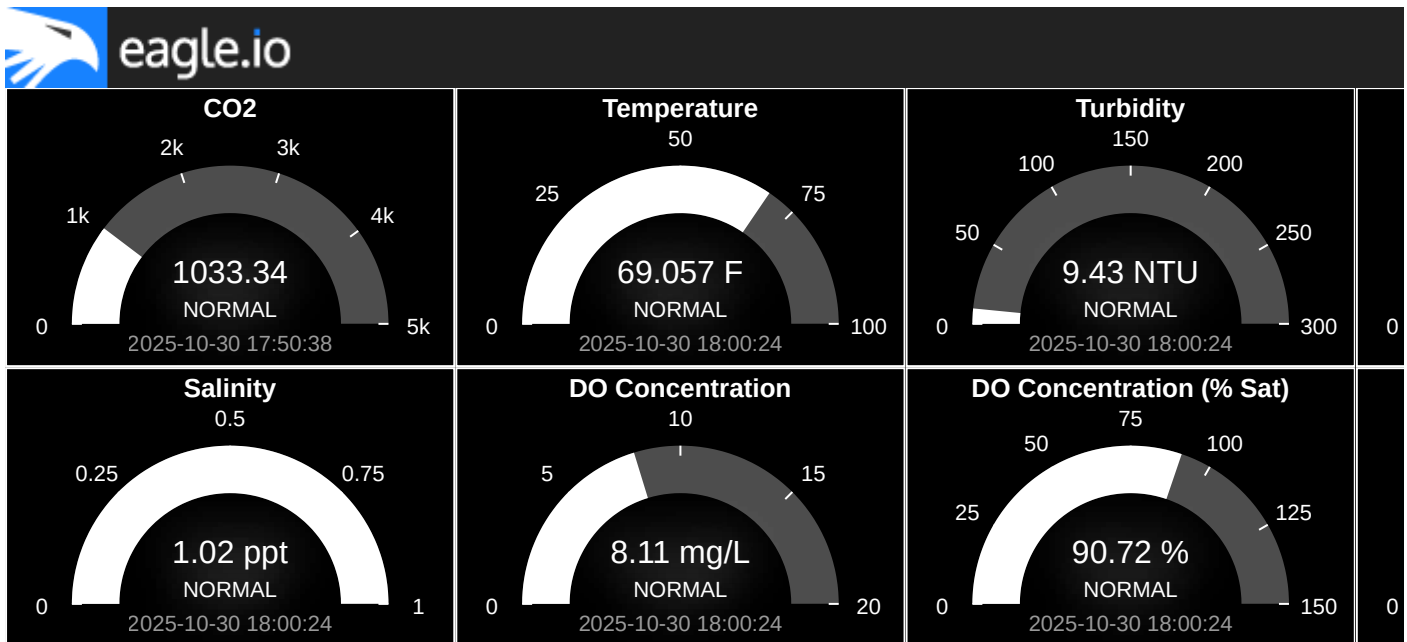 eagle.io
CO2
2k
3k
1k
4k
1033.34
NORMAL
0
5k
2025-10-30 17:50:38
Temperature
50
25
75
69.057 F
NORMAL
0
100
2025-10-30 18:00:24
Turbidity
150
100
200
50
250
9.43 NTU
NORMAL
0
300
2025-10-30 18:00:24
0
Salinity
0.5
0.25
0.75
1.02 ppt
NORMAL
0
1
2025-10-30 18:00:24
DO Concentration
10
5
15
8.11 mg/L
NORMAL
0
20
2025-10-30 18:00:24
DO Concentration (% Sat)
75
50
100
25
125
90.72 %
NORMAL
0
150
2025-10-30 18:00:24
0